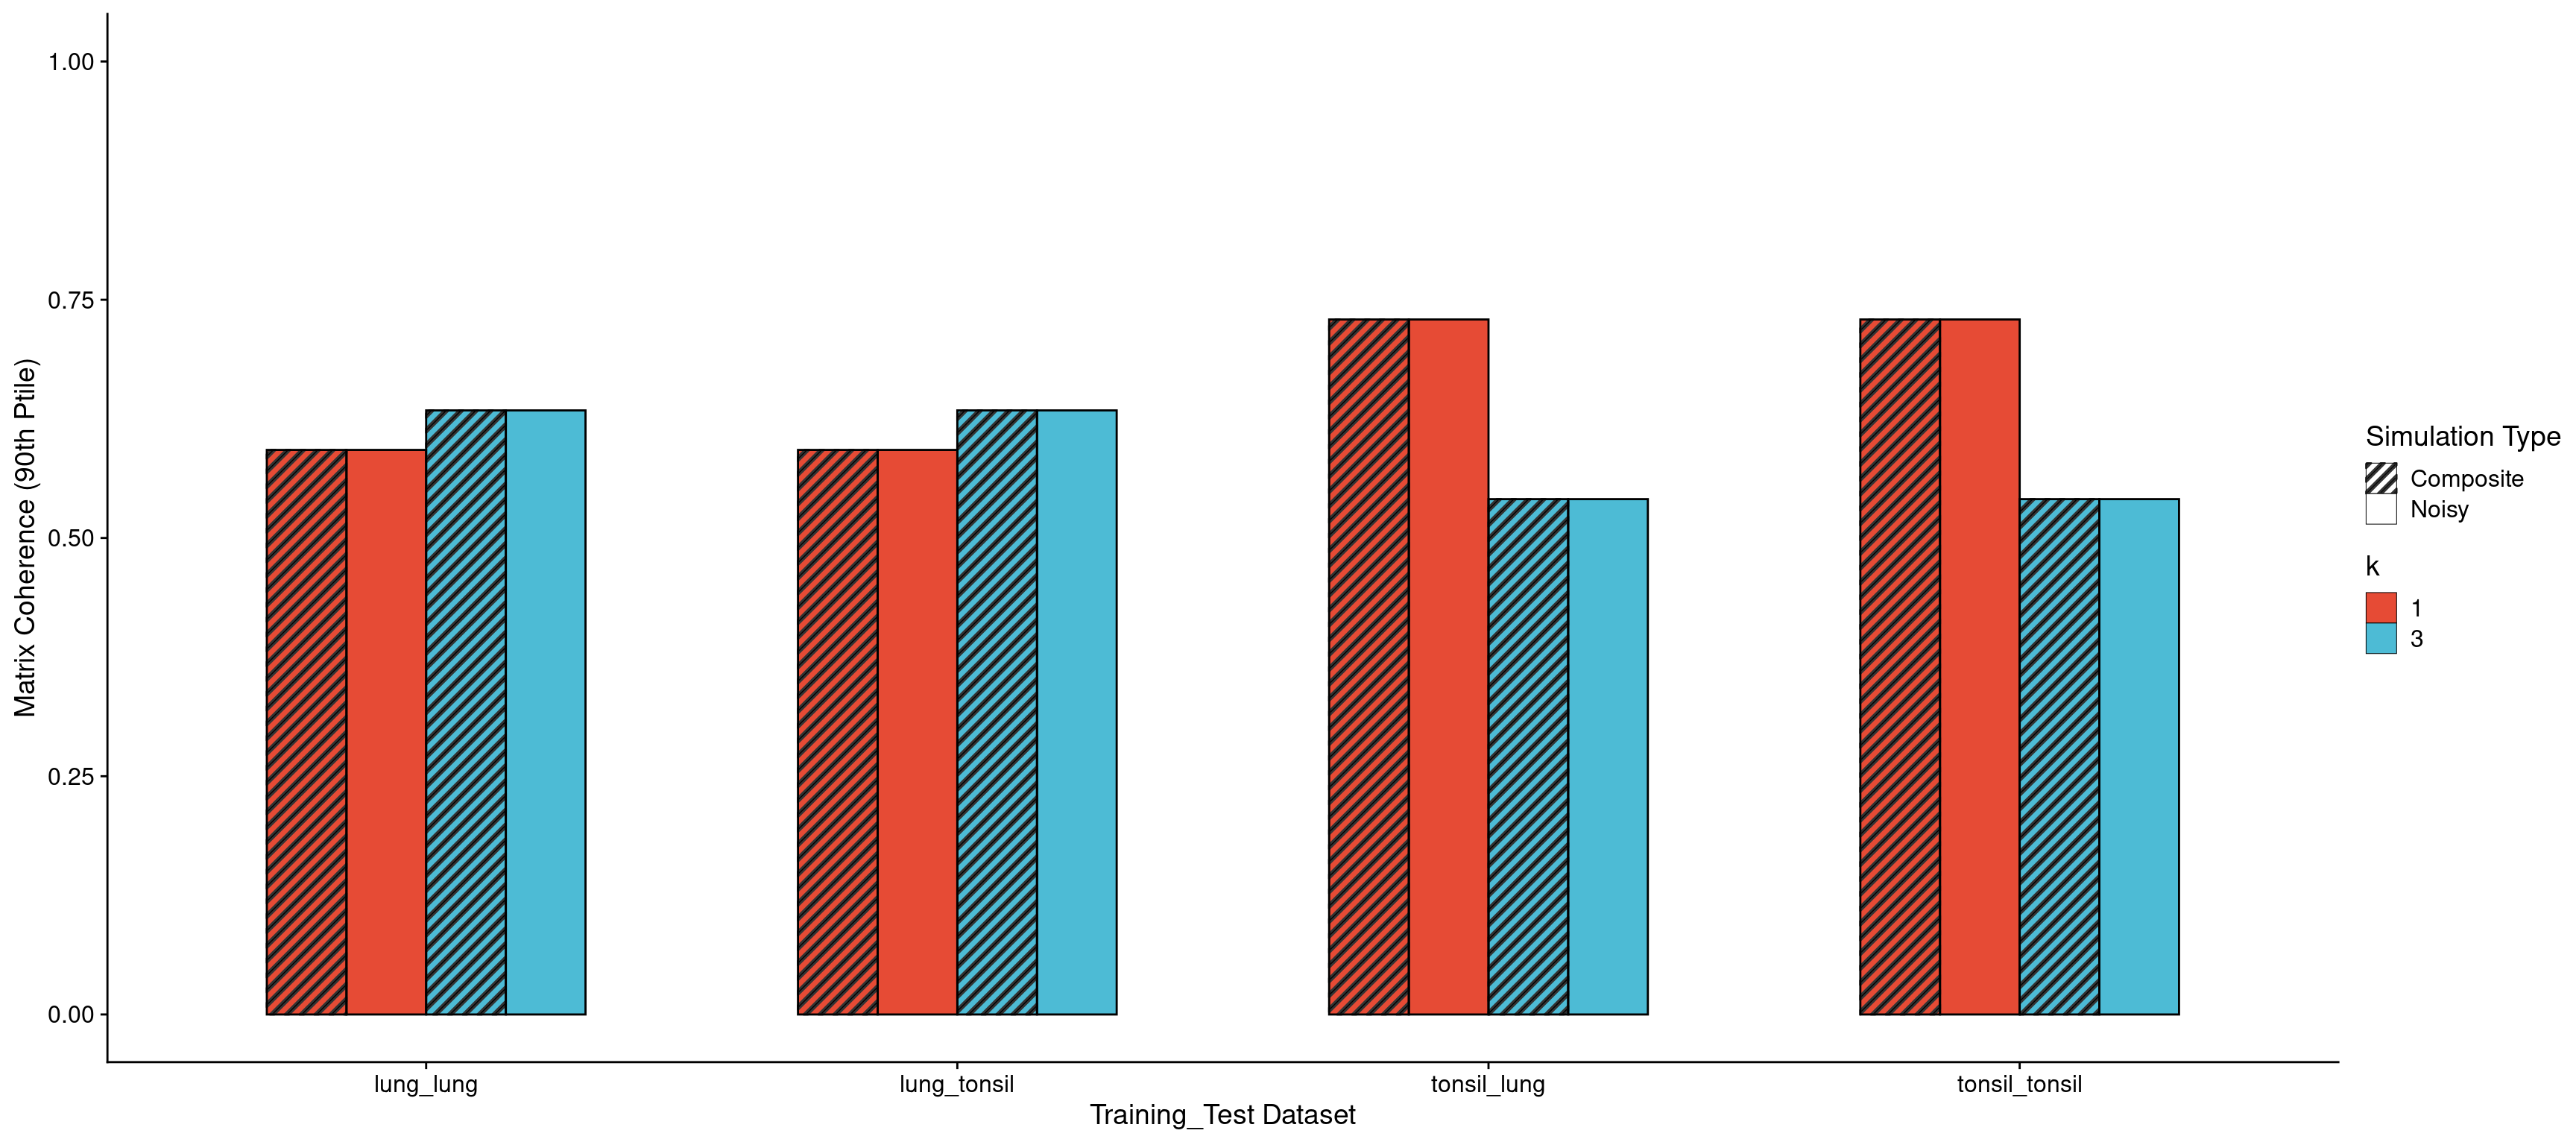 Matrix Coherence (90th Ptile)
1.00
0.75
0.50
0.25
0.00
lung_lung
lung_tonsil
tonsil_lung
tonsil_tonsil
Training_Test Dataset
Simulation Type
Composite
Noisy
k
1
3